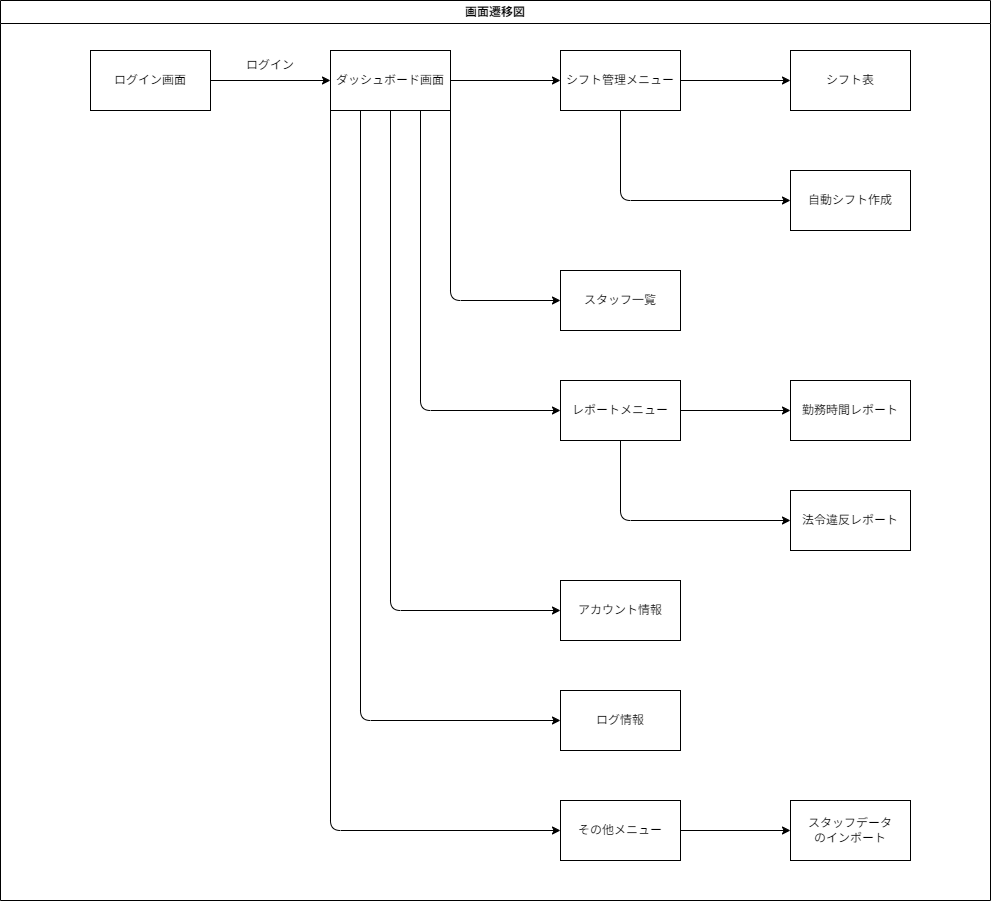 画面遷移図
ログイン画面
ログイン
ダッシュボード画面
シフト管理メニュー
シフト表
自動シフト作成
スタッフ一覧
レポートメニュー
勤務時間レポート
法令違反レポート
アカウント情報
ログ情報
その他メニュー
スタッフデータ
のインポート